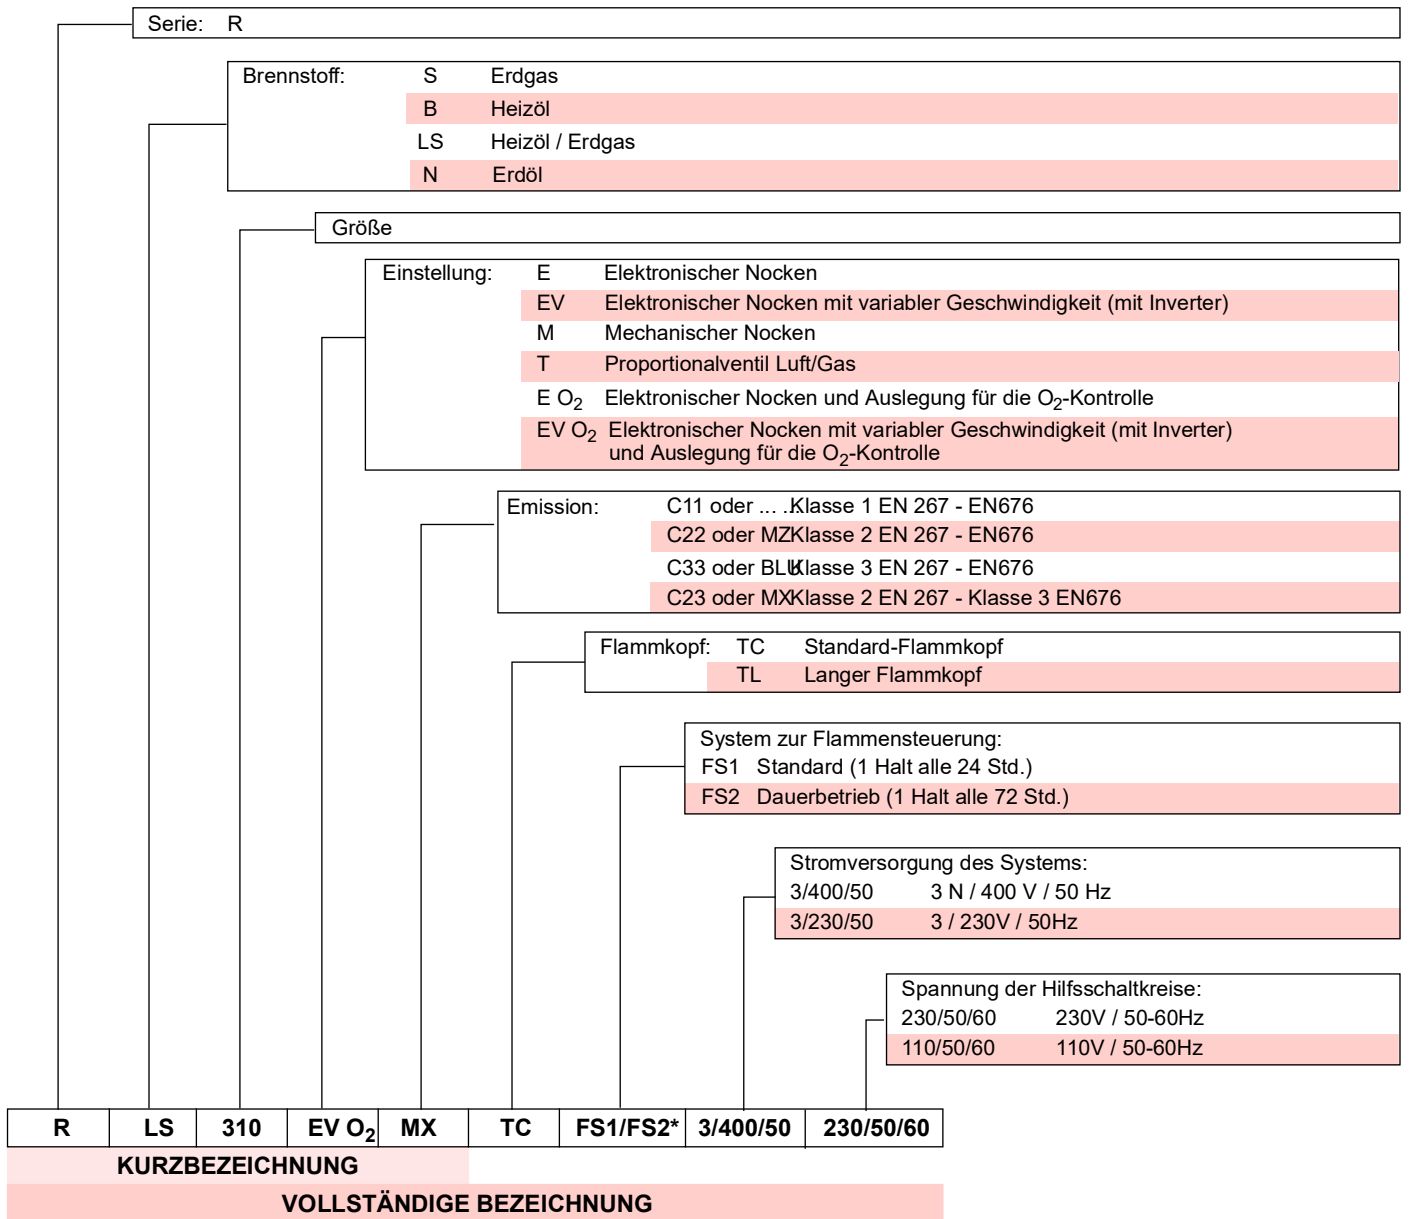 Serie: R
Brennstoff: S Erdgas
B Heizöl
LS Heizöl / Erdgas
N Erdöl
Größe
Einstellung: E Elektronischer Nocken
EV Elektronischer Nocken mit variabler Geschwindigkeit (mit Inverter)
M Mechanischer Nocken
T Proportionalventil Luft/Gas
E O2 Elektronischer Nocken und Auslegung für die O2-Kontrolle
EV O2 Elektronischer Nocken mit variabler Geschwindigkeit (mit Inverter)
und Auslegung für die O2-Kontrolle
Emission: C11 oder ... ..Klasse 1 EN 267 - EN676
C22 oder MZKlasse 2 EN 267 - EN676
C33 oder BLUKlasse 3 EN 267 - EN676
C23 oder MXKlasse 2 EN 267 - Klasse 3 EN676
Flammkopf: TC Standard-Flammkopf
TL Langer Flammkopf
System zur Flammensteuerung:
FS1 Standard (1 Halt alle 24 Std.)
FS2 Dauerbetrieb (1 Halt alle 72 Std.)
Stromversorgung des Systems:
3/400/50 3 N / 400 V / 50 Hz
3/230/50 3 / 230V / 50Hz
Spannung der Hilfsschaltkreise:
230/50/60 230V / 50-60Hz
110/50/60 110V / 50-60Hz
R LS 310 EV O2 MX TC FS1/FS2* 3/400/50 230/50/60
KURZBEZEICHNUNG
VOLLSTÄNDIGE BEZEICHNUNG